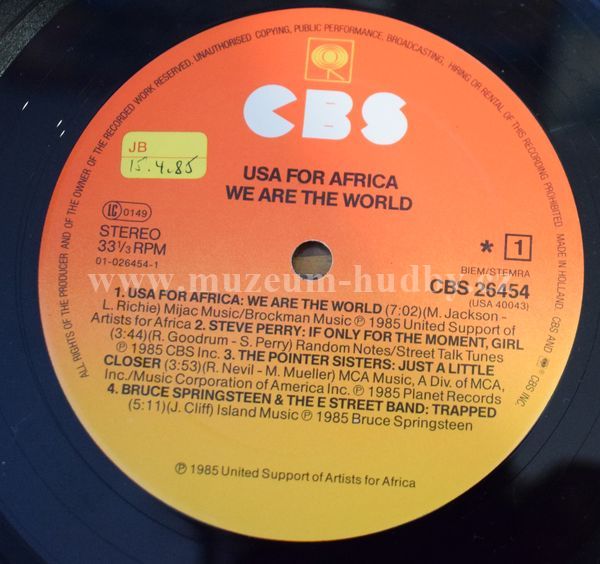 ALL RIGHTS OF THE PRODUCER AND OF THE OWNER OF THE RECORDED WORK RESERVED. UNAUTHORISED COPYING, PUBLIC PERFORMANCE, BROADCASTING, HIRING OR RENTAL OF THIS RECORDING PROHIBITED. MADE IN HOLLAND. CBS AND ARE CBS INC.
CBS
JB
15.4.85
USA FOR AFRICA
WE ARE THE WORLD
LC 0149
STEREO
33 1/3 RPM
01-026454-1
* 1
BIEM/STEMRA
CBS 26454
(USA 40043)
www.muzeum-hudby.cz
1. USA FOR AFRICA: WE ARE THE WORLD (7:02)(M. Jackson -
L. Richie) Mijac Music/Brockman Music ℗ 1985 United Support of
Artists for Africa 2. STEVE PERRY: IF ONLY FOR THE MOMENT, GIRL
(3:44)(R. Goodrum - S. Perry) Random Notes/Street Talk Tunes
℗ 1985 CBS Inc. 3. THE POINTER SISTERS: JUST A LITTLE
CLOSER (3:53)(R. Nevil - M. Mueller) MCA Music, A Div. of MCA,
Inc./Music Corporation of America Inc. ℗ 1985 Planet Records
4. BRUCE SPRINGSTEEN & THE E STREET BAND: TRAPPED
(5:11)(J. Cliff) Island Music ℗ 1985 Bruce Springsteen
℗ 1985 United Support of Artists for Africa